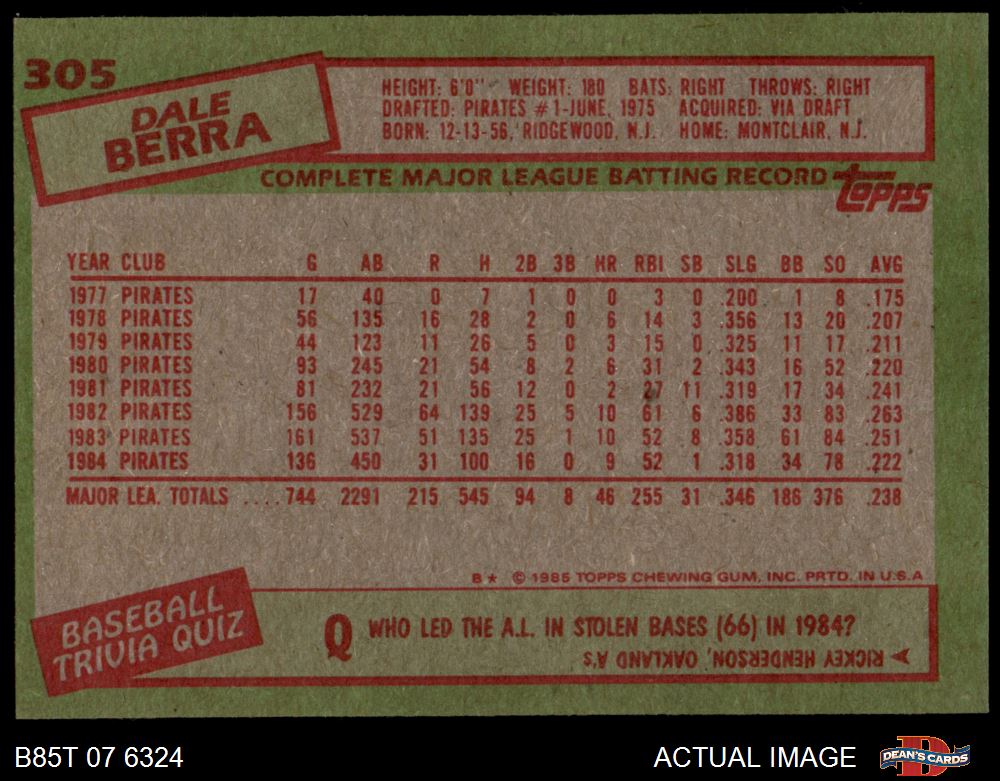 305
DALE
BERRA
HEIGHT: 6'0" WEIGHT: 180 BATS: RIGHT THROWS: RIGHT
DRAFTED: PIRATES #1-JUNE, 1975 ACQUIRED: VIA DRAFT
BORN: 12-13-56, RIDGEWOOD, N.J. HOME: MONTCLAIR, N.J.
COMPLETE MAJOR LEAGUE BATTING RECORD topps
YEAR CLUB G AB R H 2B 3B HR RBI SB SLG BB SO AVG
1977 PIRATES 17 40 0 7 1 0 0 3 0 .200 1 8 .175
1978 PIRATES 56 135 16 28 2 0 6 14 3 .356 13 20 .207
1979 PIRATES 44 123 11 26 5 0 3 15 0 .325 11 17 .211
1980 PIRATES 93 245 21 54 8 2 6 31 2 .343 16 52 .220
1981 PIRATES 81 232 21 56 12 0 2 27 11 .319 17 34 .241
1982 PIRATES 156 529 64 139 25 5 10 61 6 .386 33 83 .263
1983 PIRATES 161 537 51 135 25 1 10 52 8 .358 61 84 .251
1984 PIRATES 136 450 31 100 16 0 9 52 1 .318 34 78 .222
MAJOR LEA. TOTALS ....744 2291 215 545 94 8 46 255 31 .346 186 376 .238
B★ © 1985 TOPPS CHEWING GUM, INC. PRTD. IN U.S.A
BASEBALL
TRIVIA QUIZ
Q WHO LED THE A.L. IN STOLEN BASES (66) IN 1984?
RICKEY HENDERSON, OAKLAND A's
B85T 07 6324
ACTUAL IMAGE
D
DEAN'S CARDS